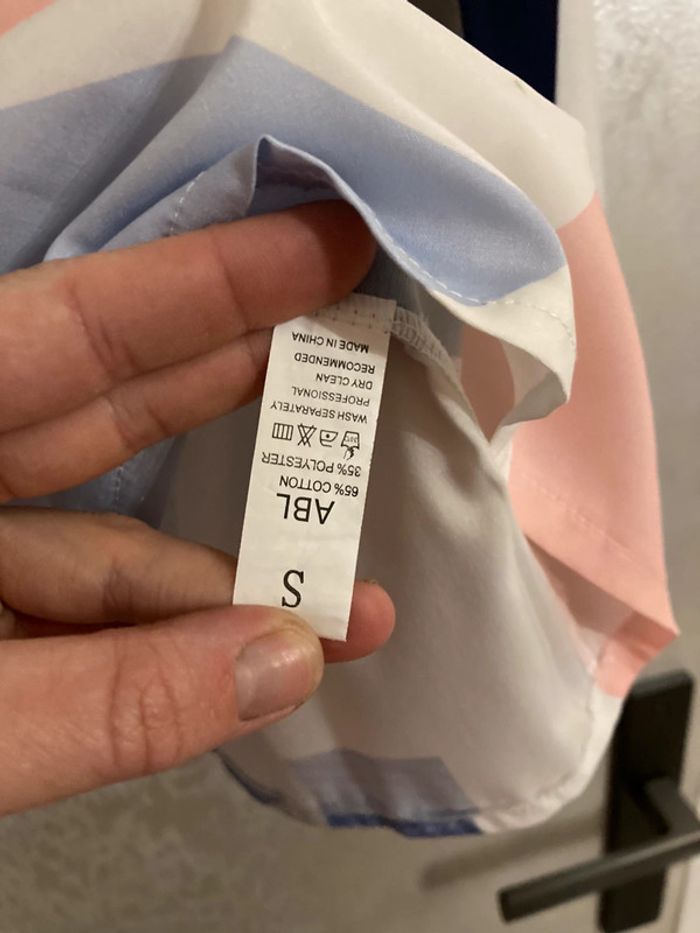 S
ABL
65% COTTON
35% POLYESTER
WASH SEPARATELY
PROFESSIONAL
DRY CLEAN
RECOMMENDED
MADE IN CHINA